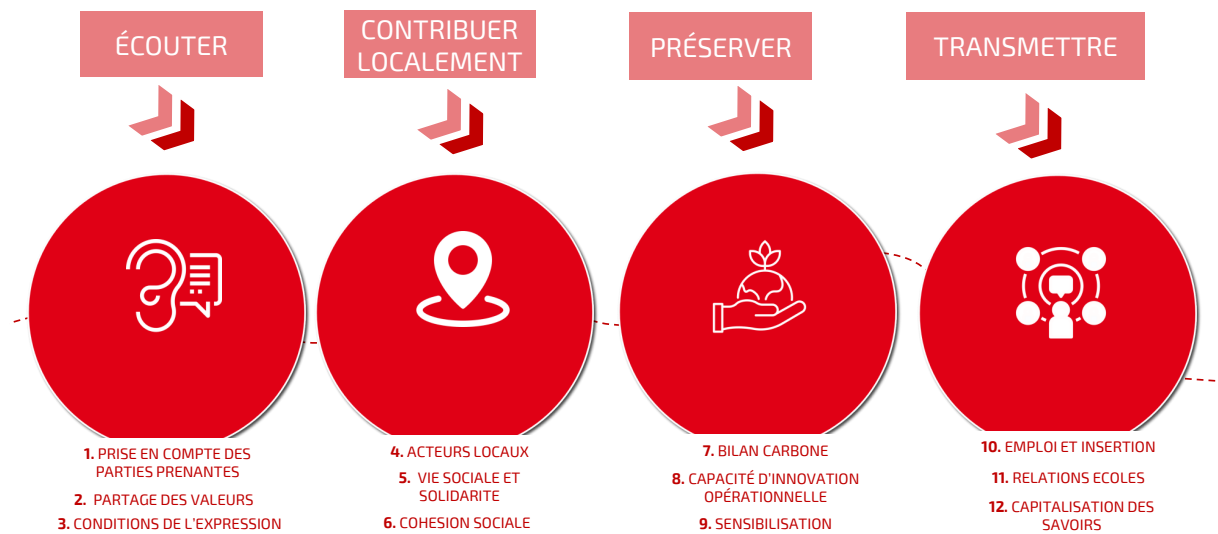 ÉCOUTER
CONTRIBUER
LOCALEMENT
PRÉSERVER
TRANSMETTRE
1. PRISE EN COMPTE DES
PARTIES PRENANTES
2. PARTAGE DES VALEURS
3. CONDITIONS DE L'EXPRESSION
4. ACTEURS LOCAUX
5. VIE SOCIALE ET
SOLIDARITE
6. COHESION SOCIALE
7. BILAN CARBONE
8. CAPACITÉ D'INNOVATION
OPÉRATIONNELLE
9. SENSIBILISATION
10. EMPLOI ET INSERTION
11. RELATIONS ECOLES
12. CAPITALISATION DES
SAVOIRS